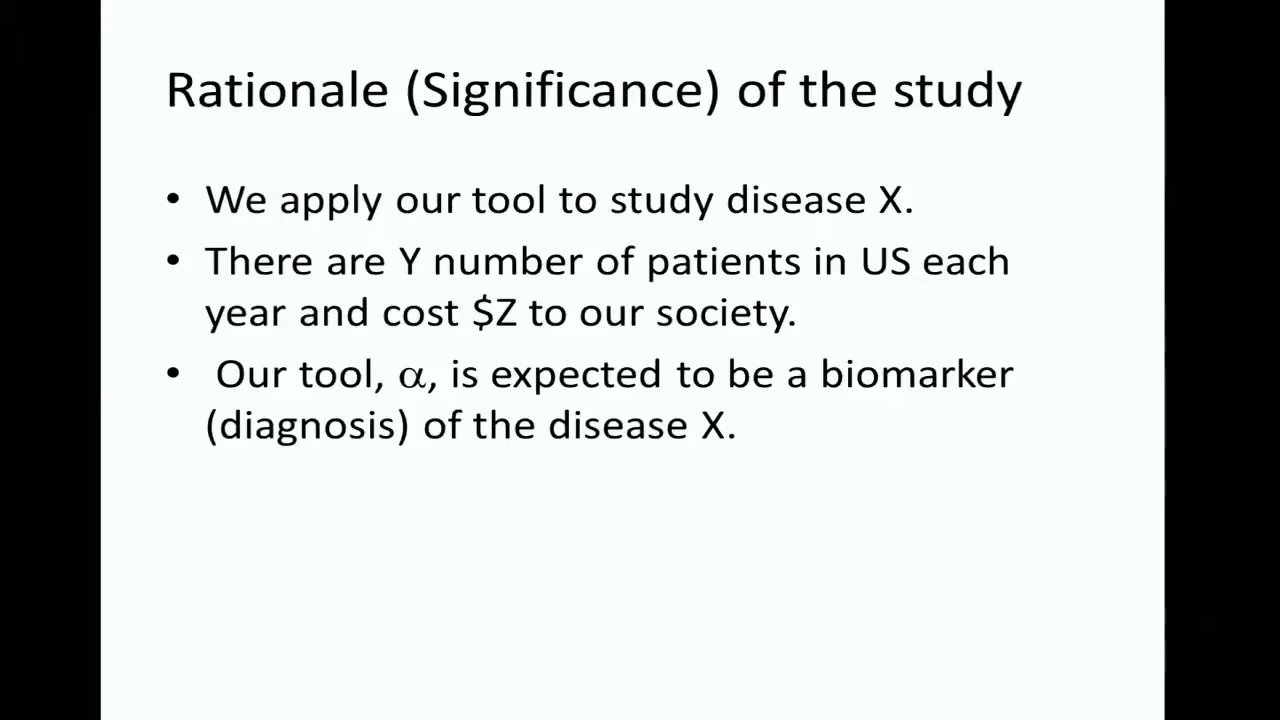 Rationale (Significance) of the study
• We apply our tool to study disease X.
• There are Y number of patients in US each
year and cost $Z to our society.
• Our tool, α, is expected to be a biomarker
(diagnosis) of the disease X.